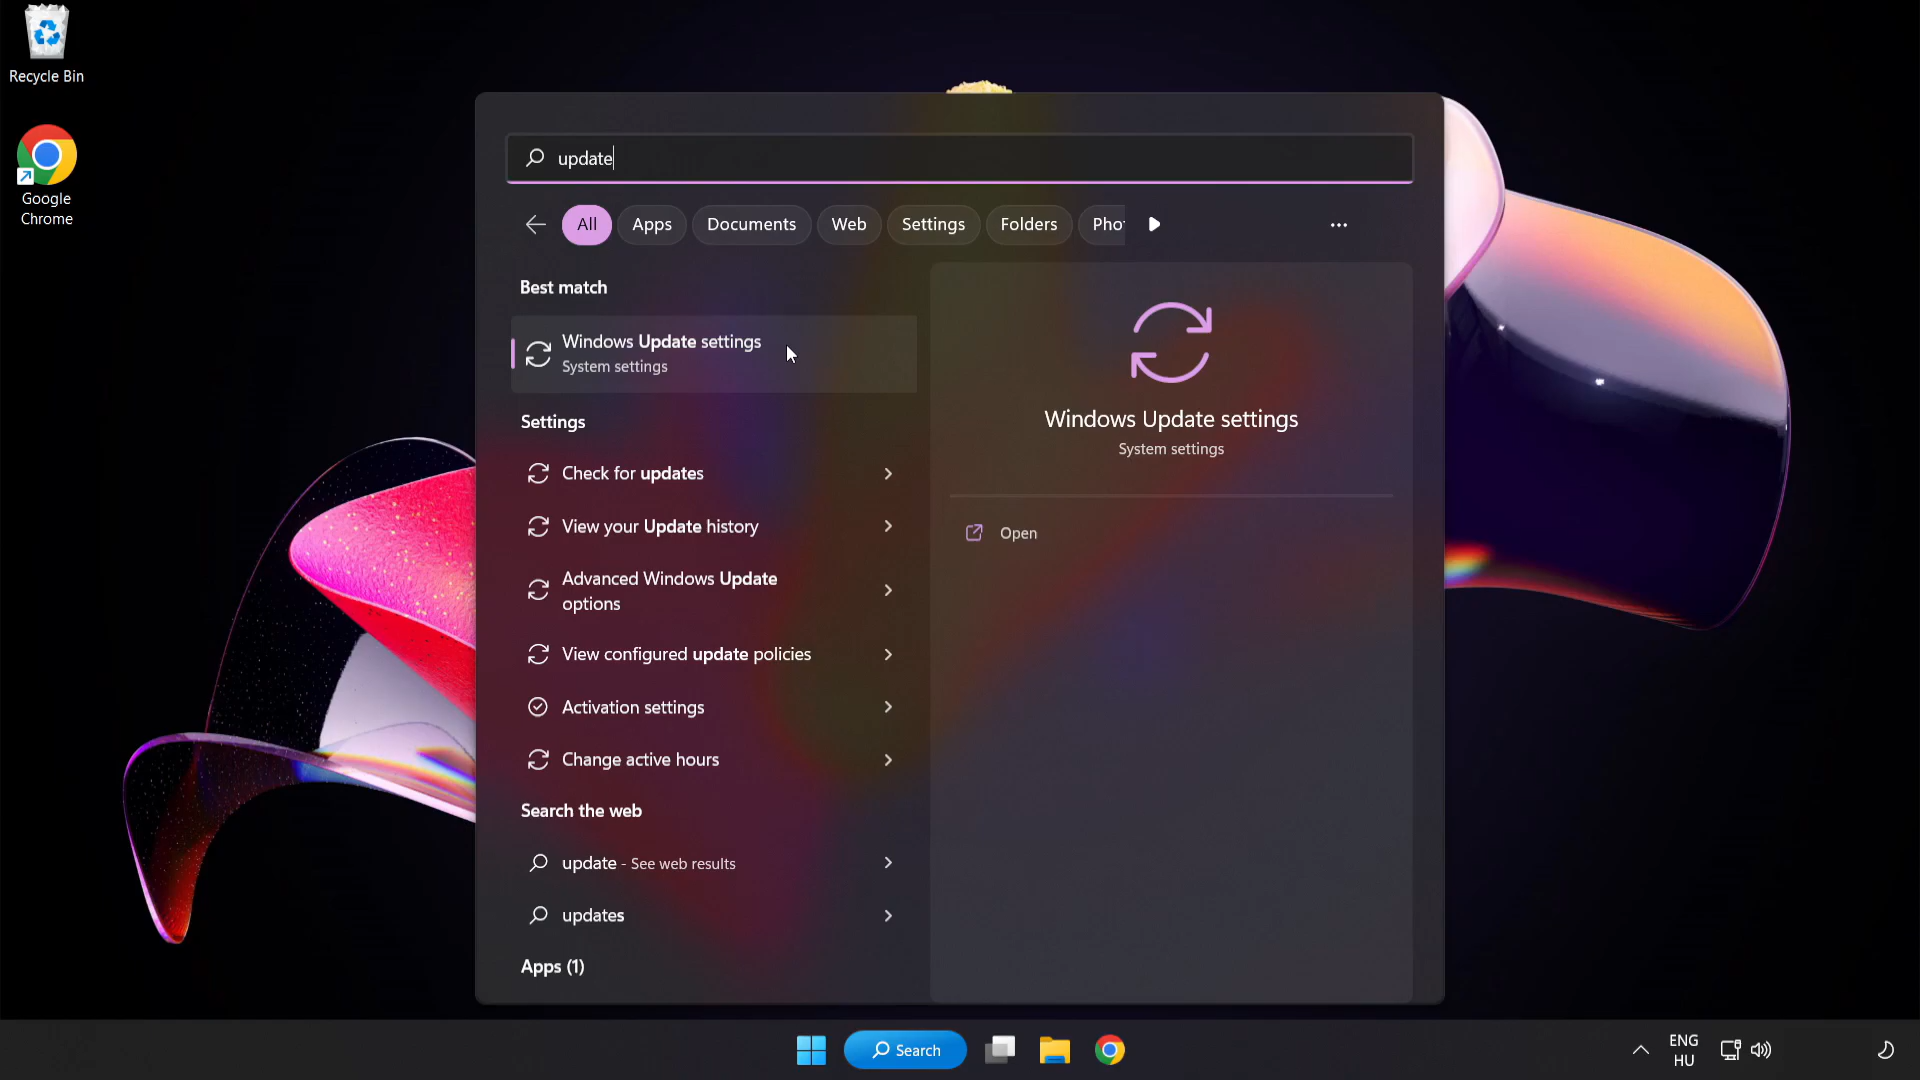 Recycle Bin
Google
Chrome
update
All
Apps
Documents
Web
Settings
Folders
Pho
Best match
Windows Update settings
System settings
Settings
Check for updates
View your Update history
Advanced Windows Update
options
View configured update policies
Activation settings
Change active hours
Search the web
update - See web results
updates
Apps (1)
Windows Update settings
System settings
Open
Search
ENG
HU